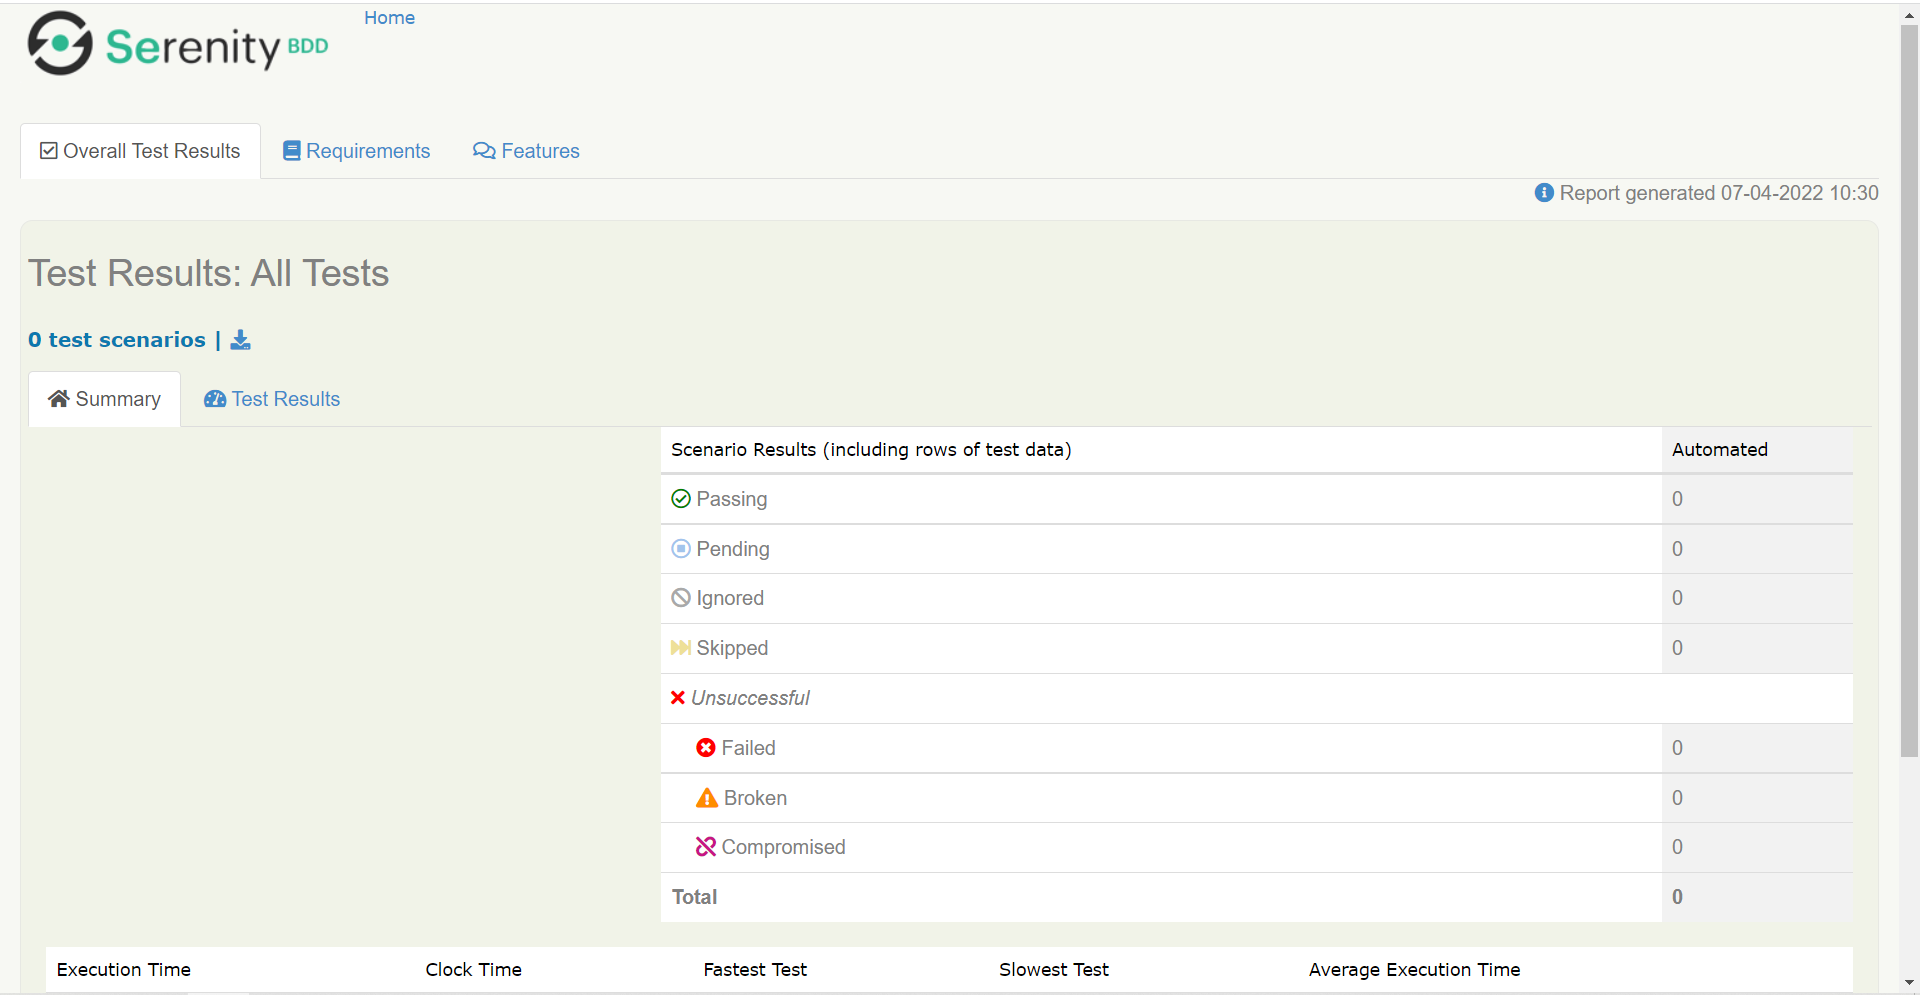 Serenity BDD
Home
Overall Test Results
Requirements
Features
Report generated 07-04-2022 10:30
Test Results: All Tests
0 test scenarios |
Summary
Test Results
Scenario Results (including rows of test data) Automated
Passing 0
Pending 0
Ignored 0
Skipped 0
Unsuccessful
Failed 0
Broken 0
Compromised 0
Total 0
Execution Time Clock Time Fastest Test Slowest Test Average Execution Time